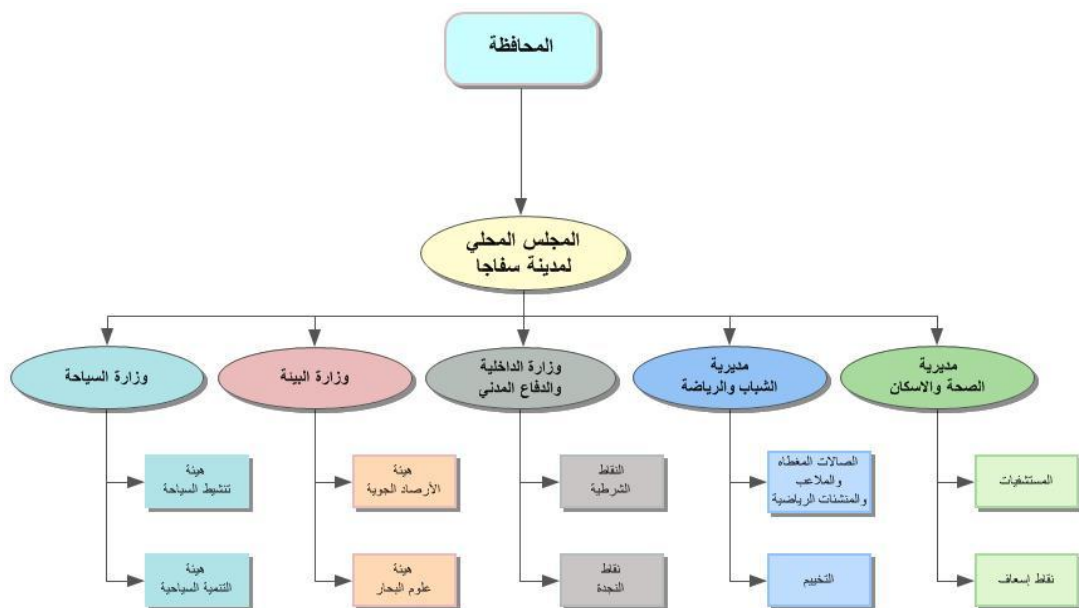 المحافظة
المجلس المحلي
لمدينة سفاجا
مديرية
الصحة والاسكان
مديرية
الشباب والرياضة
وزارة الداخلية
والدفاع المدني
وزارة البيئة
وزارة السياحة
المستشفيات
الصالات المغطاه
والملاعب
والمنشئات الرياضية
النقاط
الشرطية
هيئة
الأرصاد الجوية
هيئة
تنشيط السياحة
نقاط إسعاف
التخييم
نقاط
النجدة
هيئة
علوم البحار
هيئة
التنمية السياحية